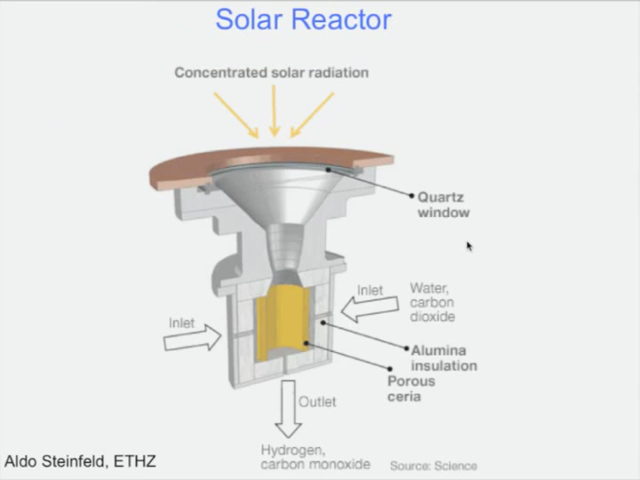 Solar Reactor
Concentrated solar radiation
Quartz
window
Inlet
Water,
carbon
dioxide
Inlet
Alumina
insulation
Porous
ceria
Outlet
Hydrogen,
carbon monoxide
Aldo Steinfeld, ETHZ
Source: Science